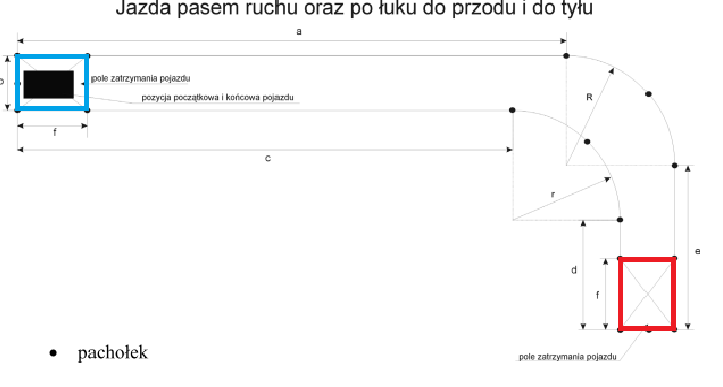 Jazda pasem ruchu oraz po łuku do przodu i do tyłu
a
b
pole zatrzymania pojazdu
pozycja początkowa i końcowa pojazdu
R
f
c
r
e
d
f
pole zatrzymania pojazdu
pachołek